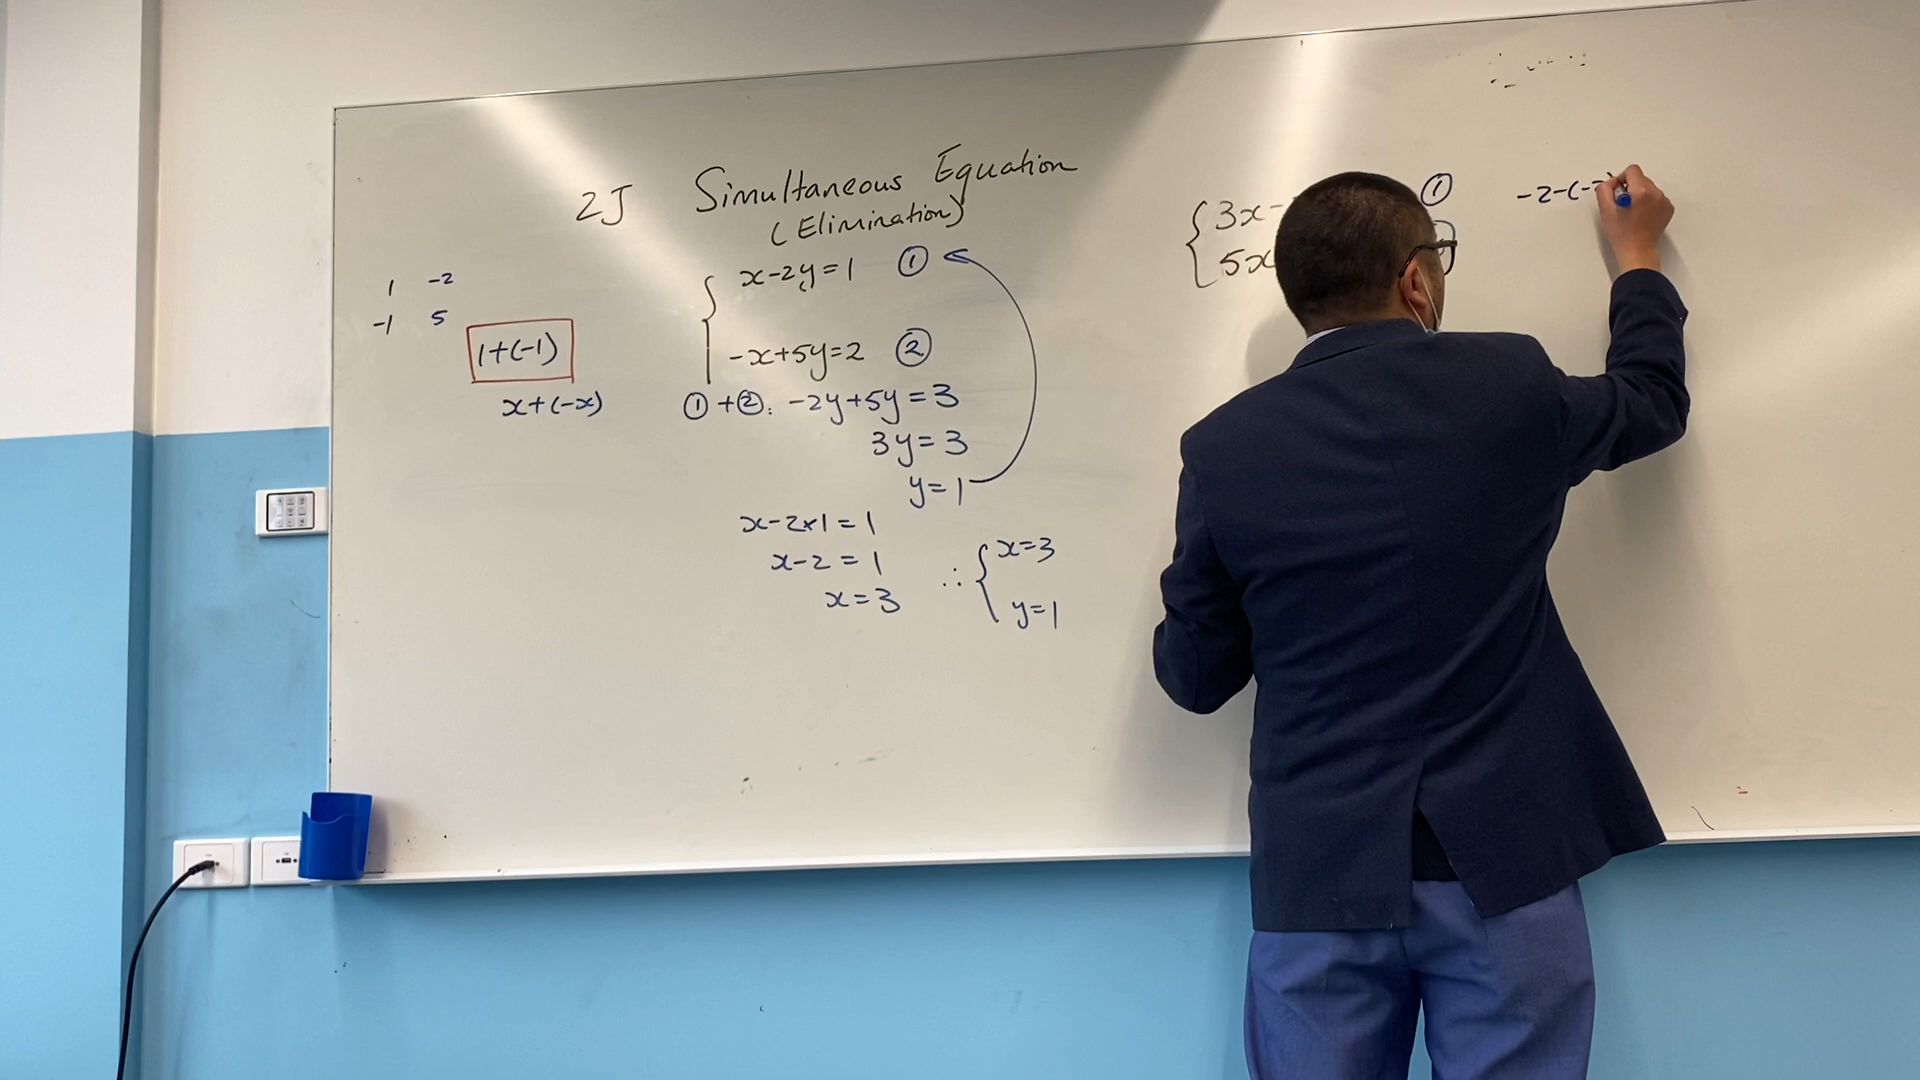 2J Simultaneous Equation
(Elimination)
1 -2
-1 5
1+(-1)
x+(-x)
x-2y=1 ①
-x+5y=2 ②
①+②: -2y+5y=3
3y=3
y=1
x-2×1=1
x-2=1
x=3
∴ x=3
y=1
3x- ①
5x
-2-(-